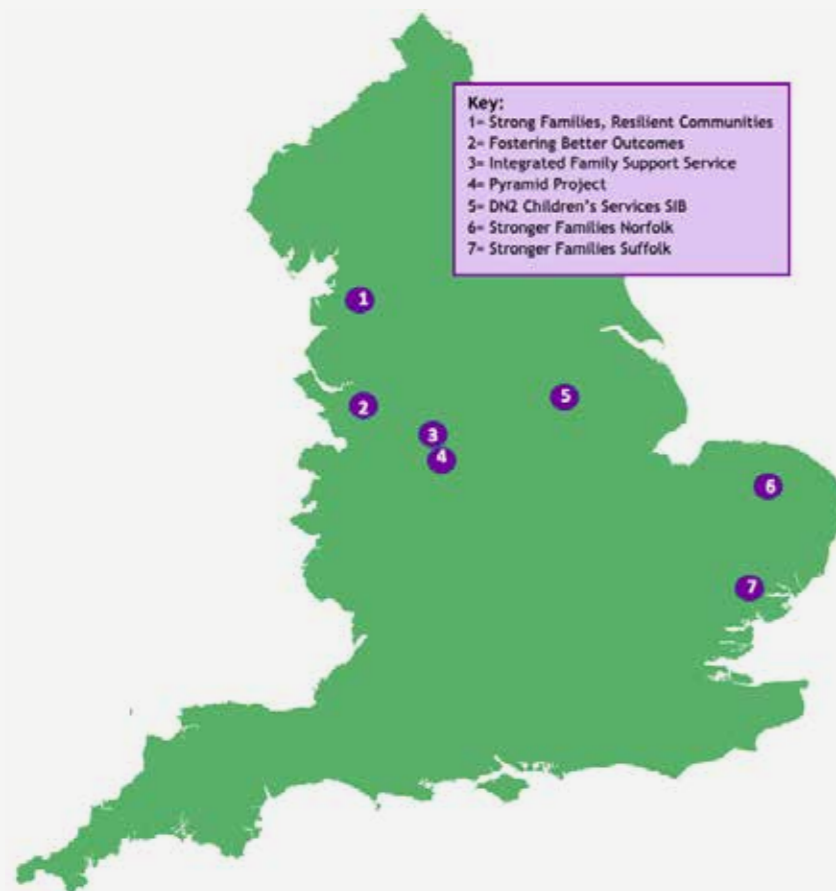 Key:
1= Strong Families, Resilient Communities
2= Fostering Better Outcomes
3= Integrated Family Support Service
4= Pyramid Project
5= DN2 Children's Services SIB
6= Stronger Families Norfolk
7= Stronger Families Suffolk
1
2
5
3
4
6
7